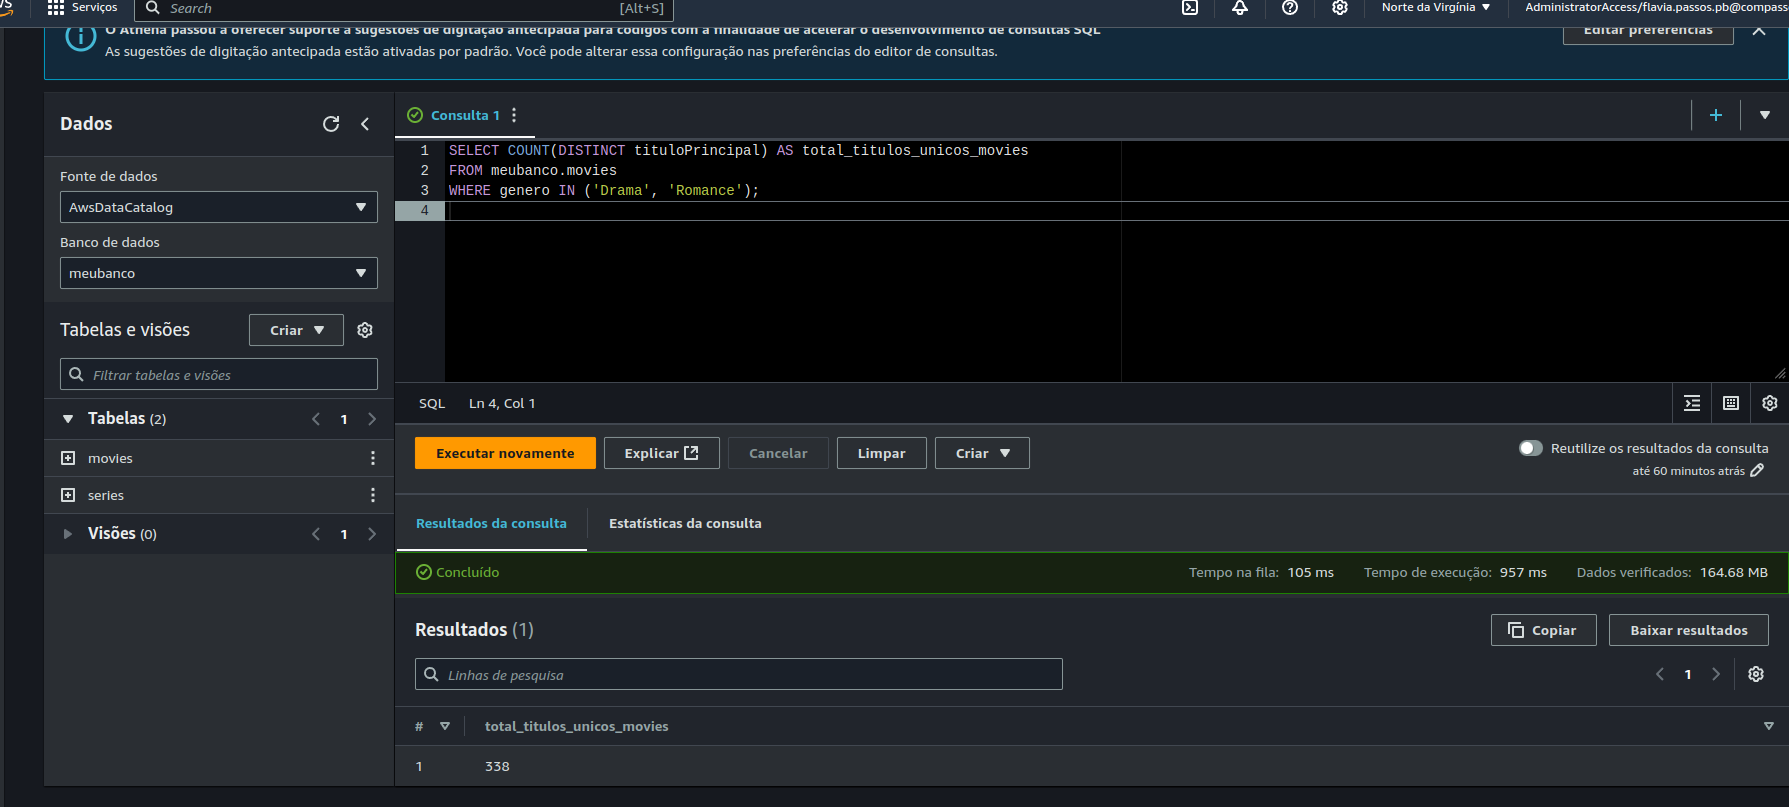 Serviços
Search
[Alt+S]
Norte da Virgínia
AdministratorAccess/flavia.passos.pb@compass
O Athena passou a oferecer suporte a sugestões de digitação antecipada para códigos com a finalidade de acelerar o desenvolvimento de consultas SQL
As sugestões de digitação antecipada estão ativadas por padrão. Você pode alterar essa configuração nas preferências do editor de consultas.
Editar preferências
Dados
Fonte de dados
AwsDataCatalog
Banco de dados
meubanco
Tabelas e visões
Criar
Filtrar tabelas e visões
Tabelas (2)
1
movies
series
Visões (0)
1
Consulta 1
1 SELECT COUNT(DISTINCT tituloPrincipal) AS total_titulos_unicos_movies
2 FROM meubanco.movies
3 WHERE genero IN ('Drama', 'Romance');
4
SQL
Ln 4, Col 1
Executar novamente
Explicar
Cancelar
Limpar
Criar
Reutilize os resultados da consulta
até 60 minutos atrás
Resultados da consulta
Estatísticas da consulta
Concluído
Tempo na fila: 105 ms
Tempo de execução: 957 ms
Dados verificados: 164.68 MB
Resultados (1)
Copiar
Baixar resultados
Linhas de pesquisa
1
# total_titulos_unicos_movies
1 338